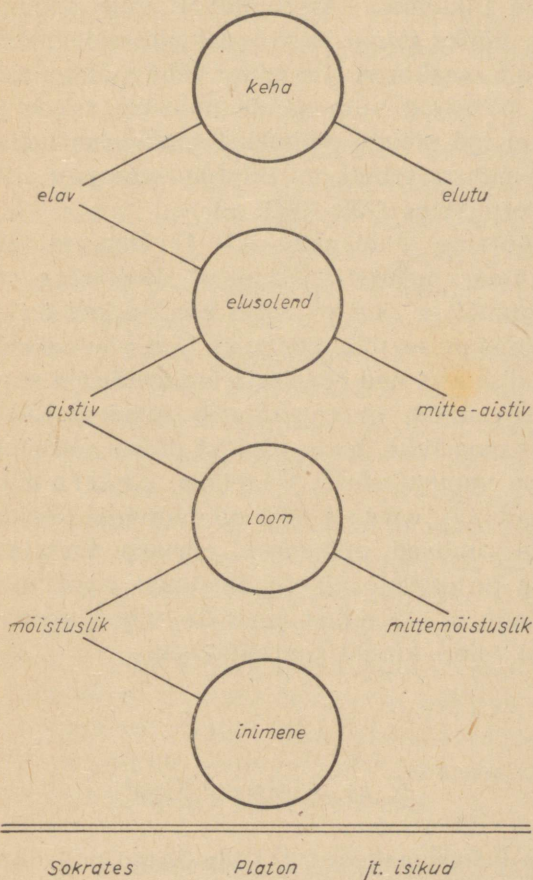 keha
elav elutu
elusolend
aistiv mitte-aistiv
loom
mõistuslik mittemõistuslik
inimene
Sokrates Platon jt. isikud